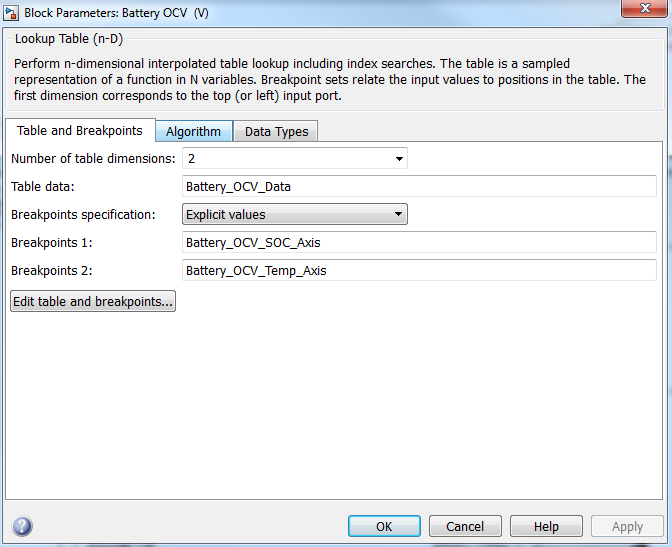 Block Parameters: Battery OCV  (V)
X
Lookup Table (n-D)
Perform n-dimensional interpolated table lookup including index searches. The table is a sampled
representation of a function in N variables. Breakpoint sets relate the input values to positions in the table. The
first dimension corresponds to the top (or left) input port.
Table and Breakpoints Algorithm Data Types
Number of table dimensions: 2
Table data: Battery_OCV_Data
Breakpoints specification: Explicit values
Breakpoints 1: Battery_OCV_SOC_Axis
Breakpoints 2: Battery_OCV_Temp_Axis
Edit table and breakpoints...
? OK Cancel Help Apply